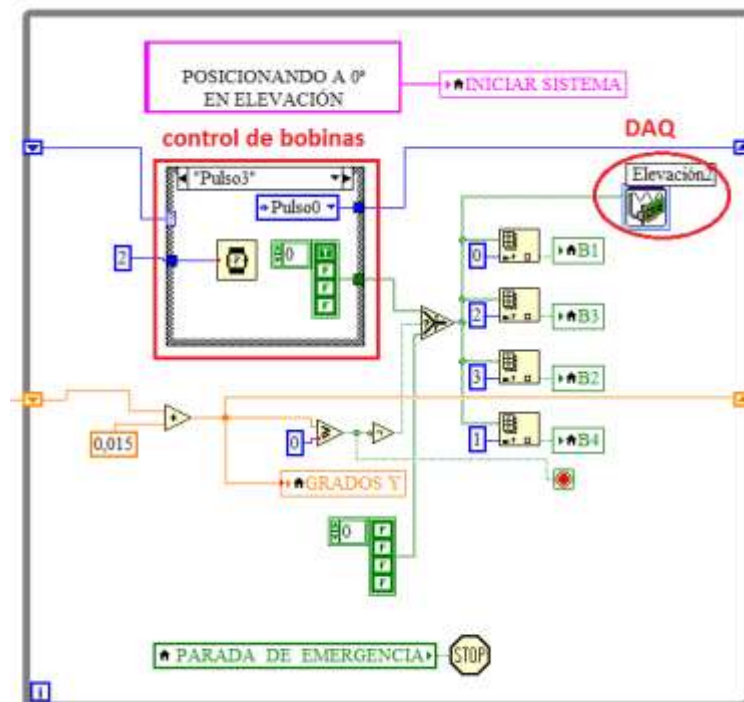 POSICIONANDO A 0º
EN ELEVACIÓN
INICIAR SISTEMA
control de bobinas
DAQ
"Pulso3"
Elevación
Pulso0
2
0
F
F
F
0
B1
2
B3
3
B2
1
B4
0,015
0
GRADOS Y
0
F
F
F
F
PARADA DE EMERGENCIA
STOP
i